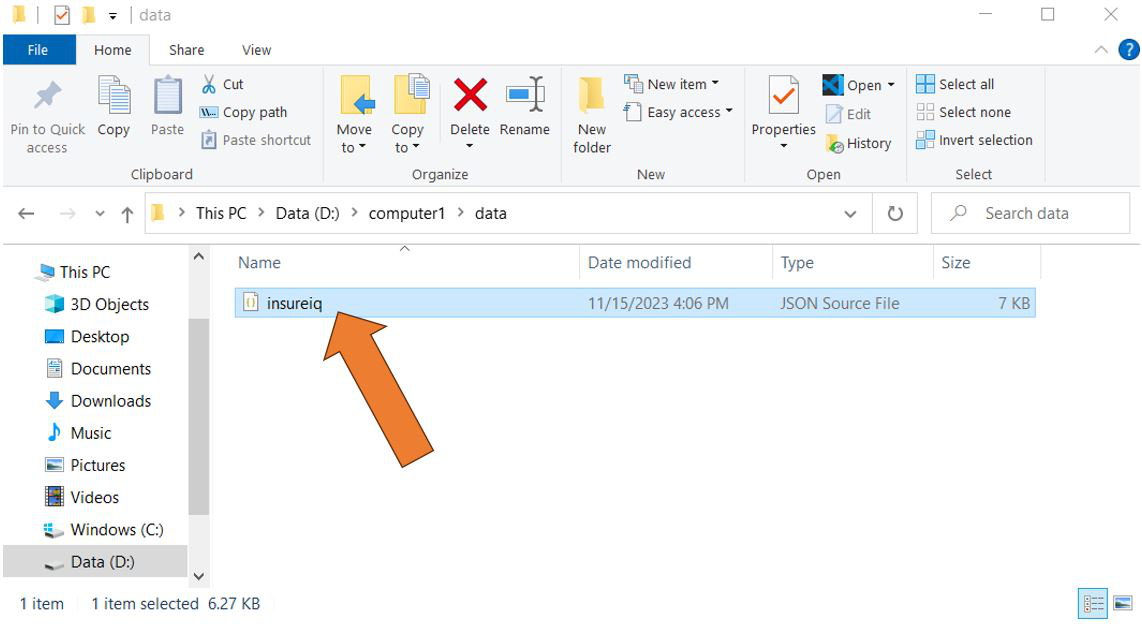 data
File Home Share View
Pin to Quick access
Copy
Paste
Cut
Copy path
Paste shortcut
Clipboard
Move to
Copy to
Delete
Rename
Organize
New folder
New item
Easy access
New
Properties
Open
Edit
History
Open
Select all
Select none
Invert selection
Select
This PC > Data (D:) > computer1 > data
Search data
Name Date modified Type Size
insureiq 11/15/2023 4:06 PM JSON Source File 7 KB
This PC
3D Objects
Desktop
Documents
Downloads
Music
Pictures
Videos
Windows (C:)
Data (D:)
1 item 1 item selected 6.27 KB